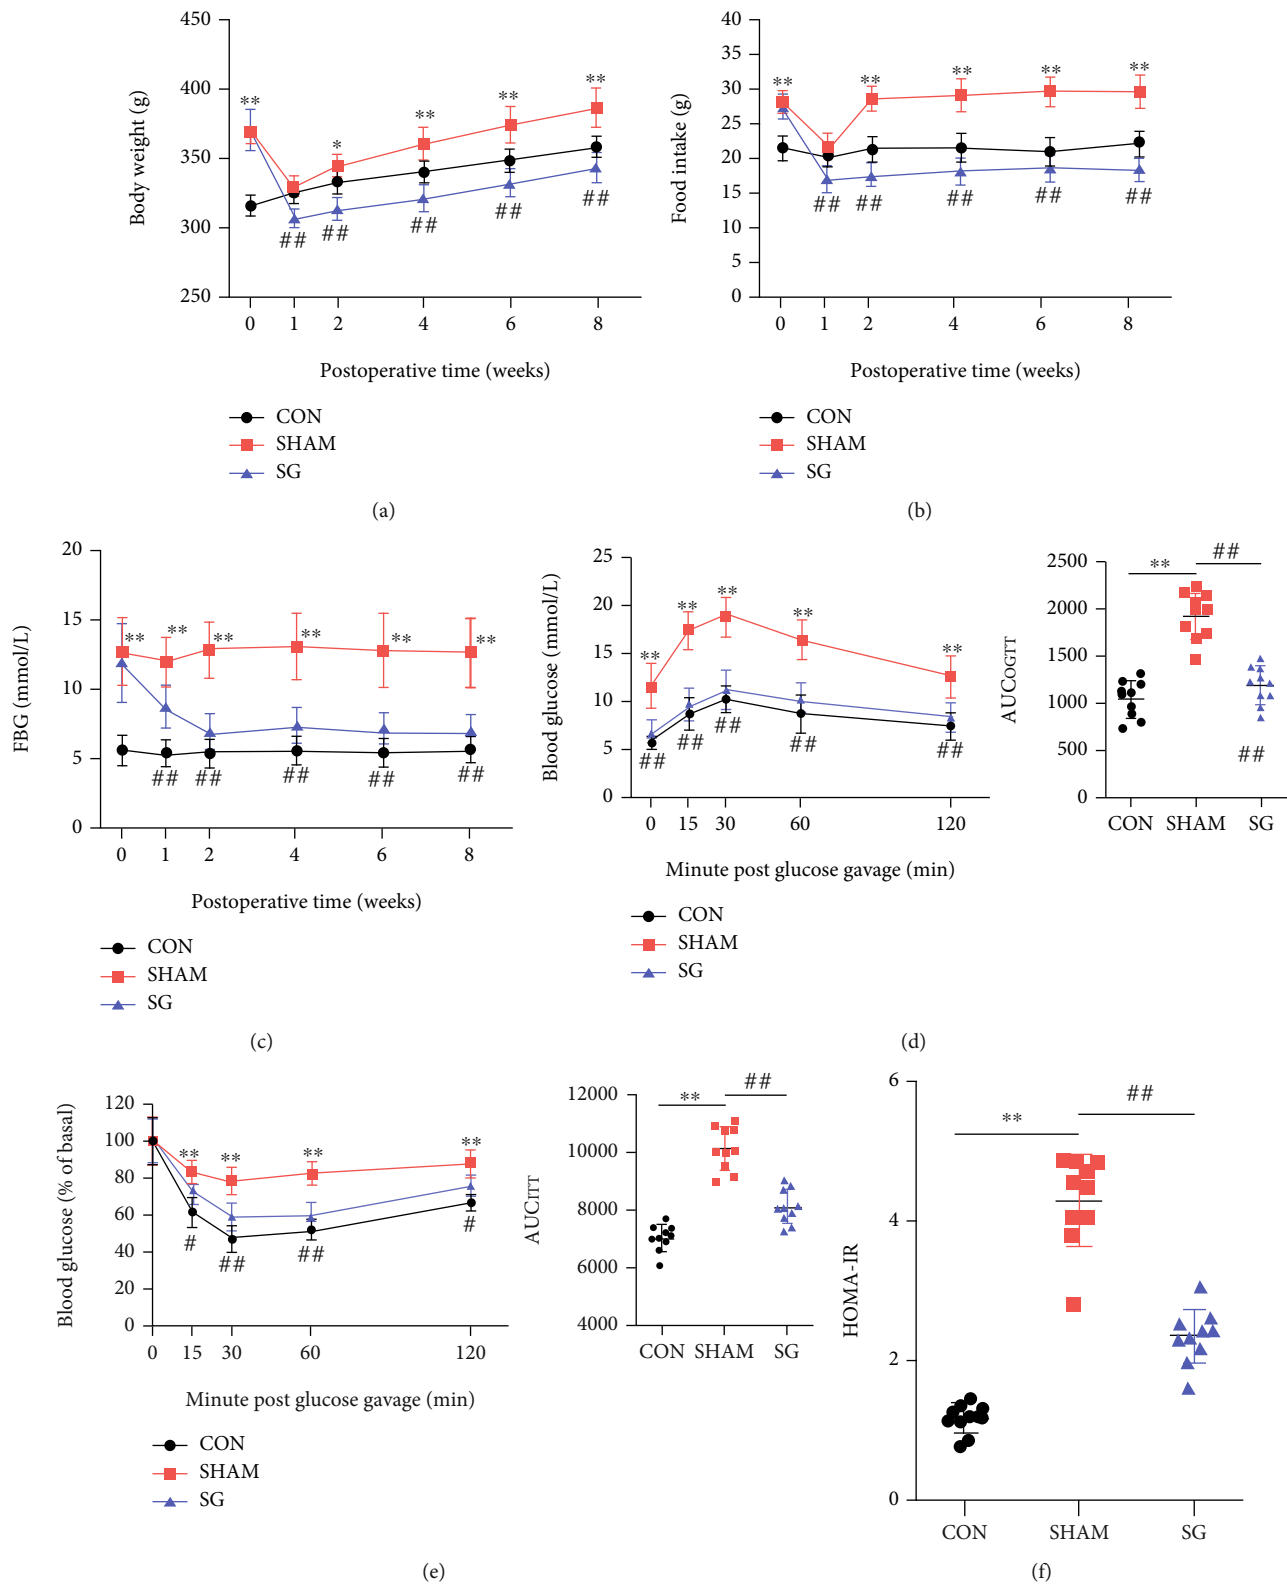 450
400
350
300
250
Body weight (g)
** * ** ** **
## ## ## ## ##
0 1 2 4 6 8
Postoperative time (weeks)
CON
SHAM
SG
(a)
40
35
30
25
20
15
10
5
0
Food intake (g)
** ** ** ** **
## ## ## ## ##
0 1 2 4 6 8
Postoperative time (weeks)
CON
SHAM
SG
(b)
20
15
10
5
0
FBG (mmol/L)
** ** ** ** ** **
## ## ## ## ##
0 1 2 4 6 8
Postoperative time (weeks)
CON
SHAM
SG
(c)
25
20
15
10
5
0
Blood glucose (mmol/L)
** ** ** ** **
## ## ## ## ##
0 15 30 60 120
Minute post glucose gavage (min)
CON
SHAM
SG
2500
2000
1500
1000
500
0
AUCOGTT
** ##
##
CON SHAM SG
(d)
120
100
80
60
40
20
0
Blood glucose (% of basal)
** ** ** **
# ## ## #
0 15 30 60 120
Minute post glucose gavage (min)
CON
SHAM
SG
12000
10000
8000
6000
4000
AUCITT
** ##
CON SHAM SG
(e)
6
4
2
0
HOMA-IR
** ##
CON SHAM SG
(f)